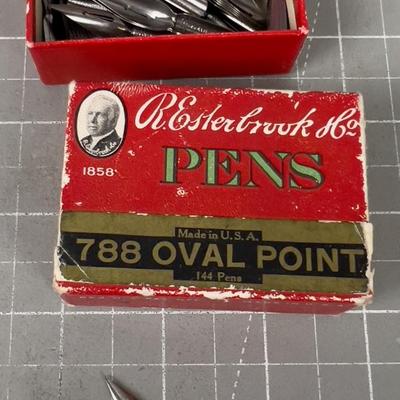 R.Esterbrook & Co
PENS
1858
Made in U.S.A.
788 OVAL POINT
144 Pens